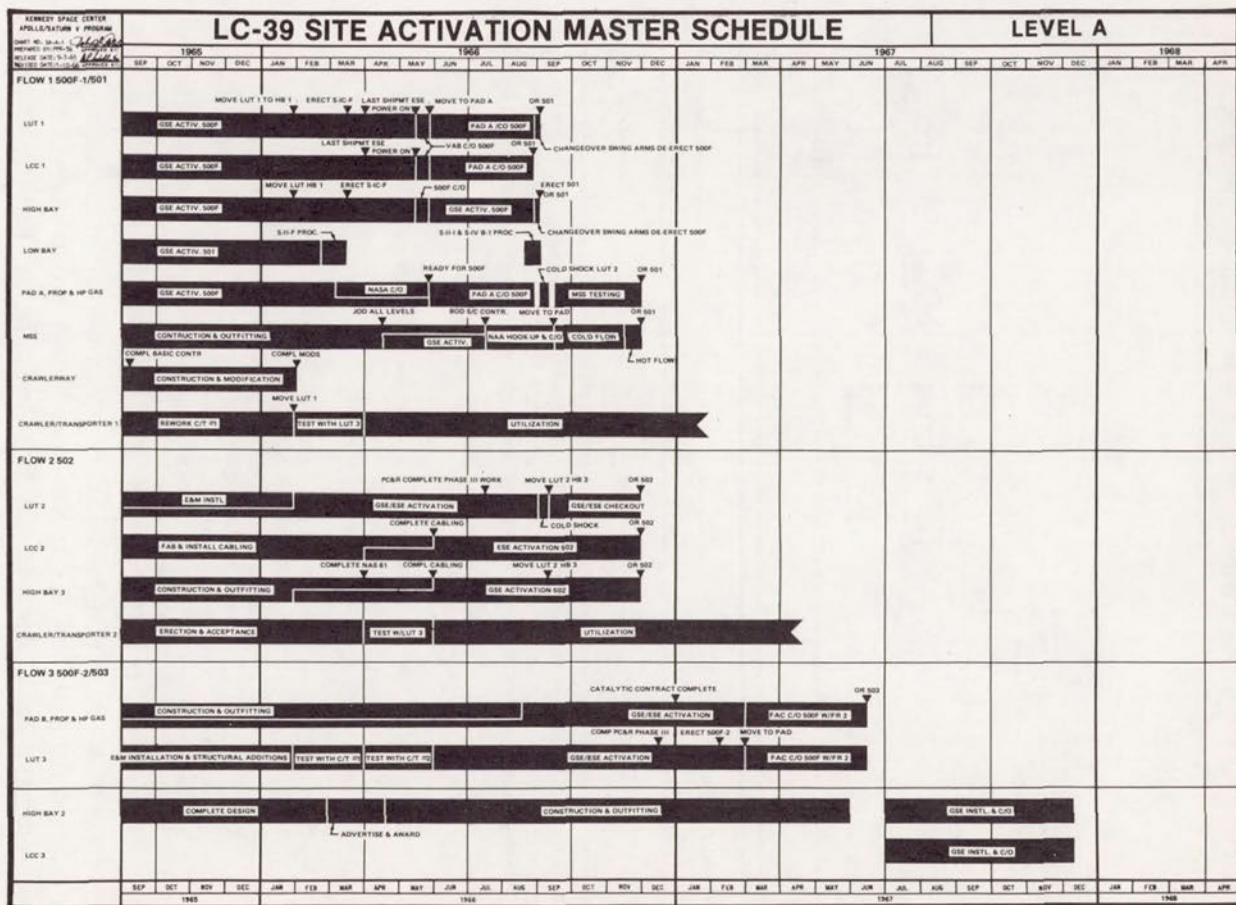 KENNEDY SPACE CENTER
APOLLO/SATURN V PROGRAM
LC-39 SITE ACTIVATION MASTER SCHEDULE
LEVEL A
1965 1966 1967 1968
SEP OCT NOV DEC JAN FEB MAR APR MAY JUN JUL AUG SEP OCT NOV DEC JAN FEB MAR APR MAY JUN JUL AUG SEP OCT NOV DEC JAN FEB MAR APR
FLOW 1 500F-1/501
MOVE LUT 1 TO HB 1 ERECT S-IC-F LAST SHIPMT ESE MOVE TO PAD A OR 501
POWER ON
LUT 1 GSE ACTIV. 500F PAD A /CO 500F
LAST SHIPMT ESE VAB C/O 500F OR 501 CHANGEOVER SWING ARMS DE-ERECT 500F
POWER ON
LCC 1 GSE ACTIV. 500F PAD A C/O 500F
MOVE LUT HB 1 ERECT S-IC-F 500F C/O ERECT 501
OR 501
HIGH BAY GSE ACTIV. 500F GSE ACTIV. 500F
S-II-F PROC. S-II-I & S-IV B-1 PROC CHANGEOVER SWING ARMS DE-ERECT 500F
LOW BAY GSE ACTIV. 501
READY FOR 500F COLD SHOCK LUT 2 OR 501
PAD A, PROP & HP GAS GSE ACTIV. 500F NASA C/O PAD A C/O 500F MSS TESTING
JOD ALL LEVELS BOD S/C CONTR. MOVE TO PAD OR 501
MSS CONTRUCTION & OUTFITTING GSE ACTIV. NAA HOOK-UP & C/O COLD FLOW
COMPL BASIC CONTR COMPL MODS HOT FLOW
CRAWLERWAY CONSTRUCTION & MODIFICATION
MOVE LUT 1
CRAWLER/TRANSPORTER 1 REWORK C/T #1 TEST WITH LUT 3 UTILIZATION
FLOW 2 502
PC&R COMPLETE PHASE III WORK MOVE LUT 2 HB 3 OR 502
LUT 2 E&M INSTL GSE/ESE ACTIVATION GSE/ESE CHECKOUT
COMPLETE CABLING COLD SHOCK OR 502
LCC 2 FAB & INSTALL CABLING ESE ACTIVATION 502
COMPLETE NAS 61 COMPL CABLING MOVE LUT 2 HB 3 OR 502
HIGH BAY 3 CONSTRUCTION & OUTFITTING GSE ACTIVATION 502
CRAWLER/TRANSPORTER 2 ERECTION & ACCEPTANCE TEST W/LUT 3 UTILIZATION
FLOW 3 500F-2/503
CATALYTIC CONTRACT COMPLETE OR 503
PAD B, PROP & HP GAS CONSTRUCTION & OUTFITTING GSE/ESE ACTIVATION FAC C/O 500F W/FR 2
COMP PC&R PHASE III ERECT 500F-2 MOVE TO PAD
LUT 3 E&M INSTALLATION & STRUCTURAL ADDITIONS TEST WITH C/T #1 TEST WITH C/T #2 GSE/ESE ACTIVATION FAC C/O 500F W/FR 2
HIGH BAY 2 COMPLETE DESIGN CONSTRUCTION & OUTFITTING GSE INSTL. & C/O
ADVERTISE & AWARD
LCC 3 GSE INSTL. & C/O
SEP OCT NOV DEC JAN FEB MAR APR MAY JUN JUL AUG SEP OCT NOV DEC JAN FEB MAR APR MAY JUN JUL AUG SEP OCT NOV DEC JAN FEB MAR APR
1965 1966 1967 1968